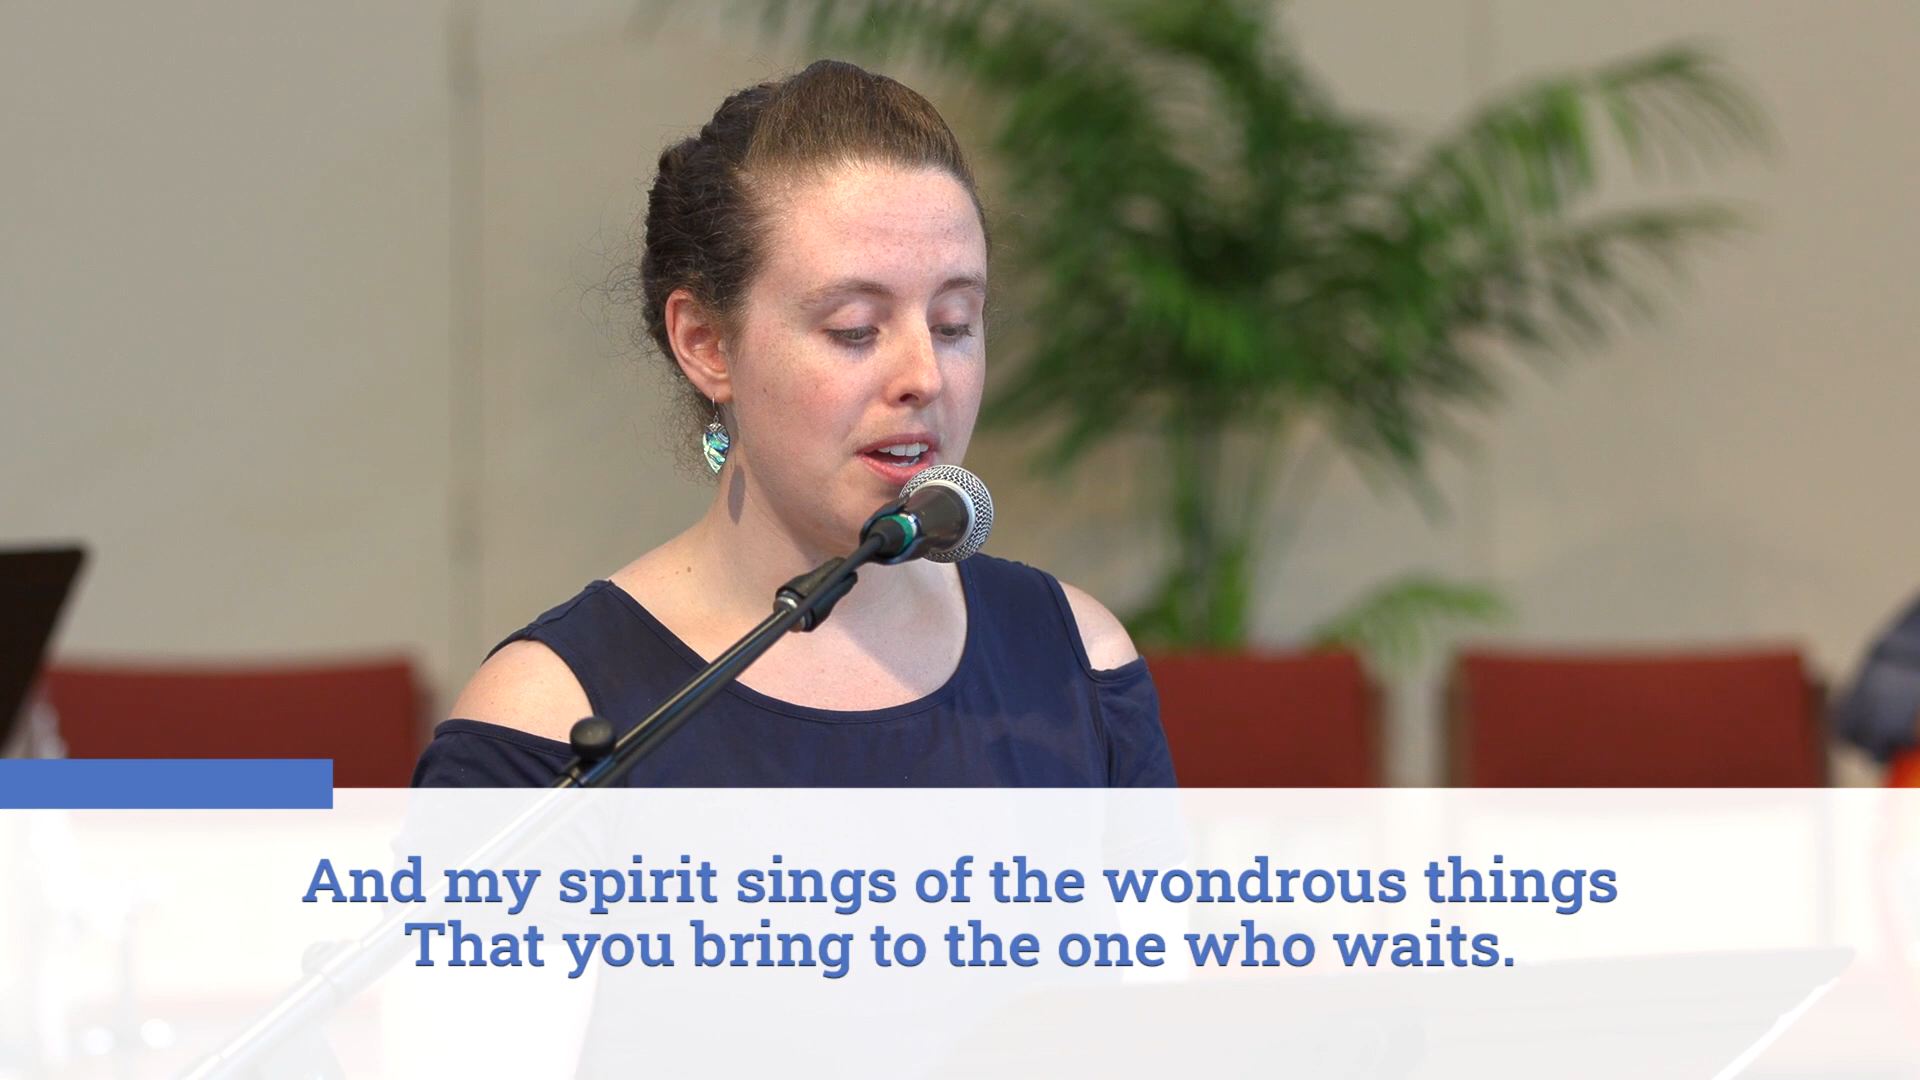 And my spirit sings of the wondrous things
That you bring to the one who waits.